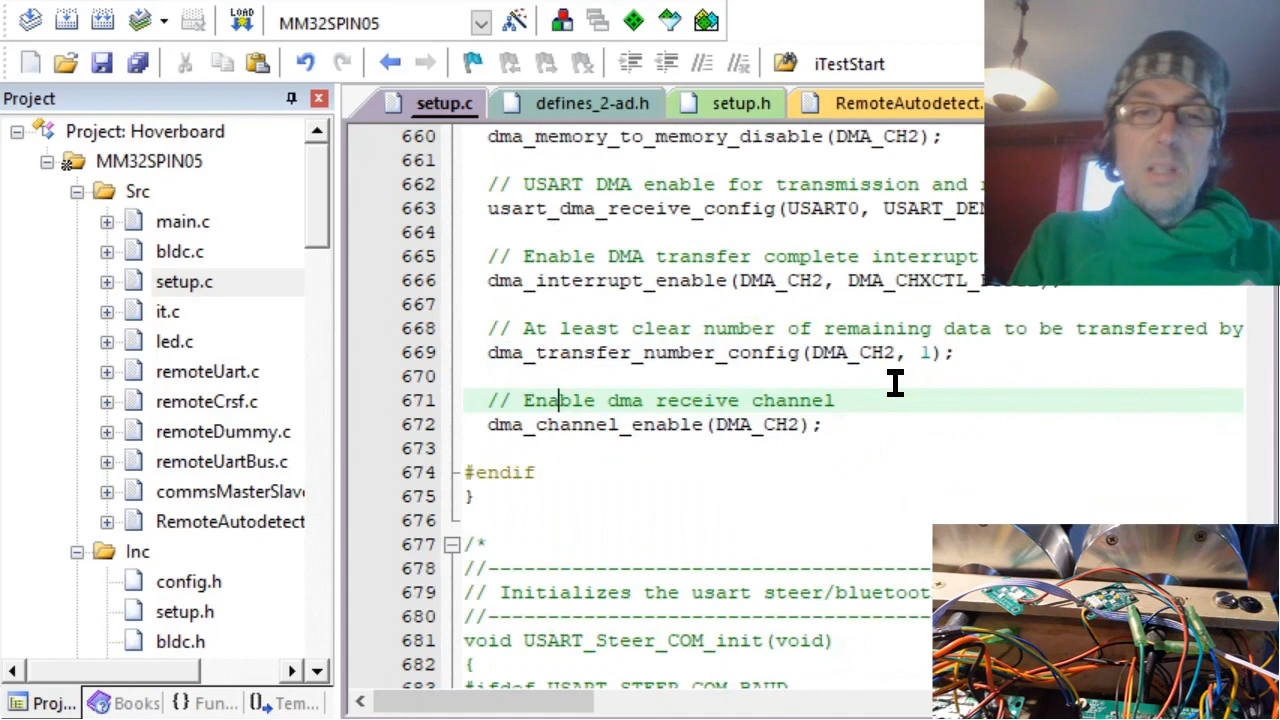 LOAD
MM32SPIN05
iTestStart
Project
setup.c
defines_2-ad.h
setup.h
RemoteAutodetect.
Project: Hoverboard
MM32SPIN05
Src
main.c
bldc.c
setup.c
it.c
led.c
remoteUart.c
remoteCrsf.c
remoteDummy.c
remoteUartBus.c
commsMasterSlave
RemoteAutodetect
Inc
config.h
setup.h
bldc.h
Proj...
Books
{} Fun...
Tem...
660 dma_memory_to_memory_disable(DMA_CH2);
661
662 // USART DMA enable for transmission and
663 usart_dma_receive_config(USART0, USART_DEN
664
665 // Enable DMA transfer complete interrupt
666 dma_interrupt_enable(DMA_CH2, DMA_CHXCTL_
667
668 // At least clear number of remaining data to be transferred by
669 dma_transfer_number_config(DMA_CH2, 1);
670
671 // Enable dma receive channel
672 dma_channel_enable(DMA_CH2);
673
674 #endif
675 }
676
677 /*
678 //----------------------------------------
679 // Initializes the usart steer/bluetoot
680 //----------------------------------------
681 void USART_Steer_COM_init(void)
682 {
683 #ifdef USART_STEER_COM_BAUD